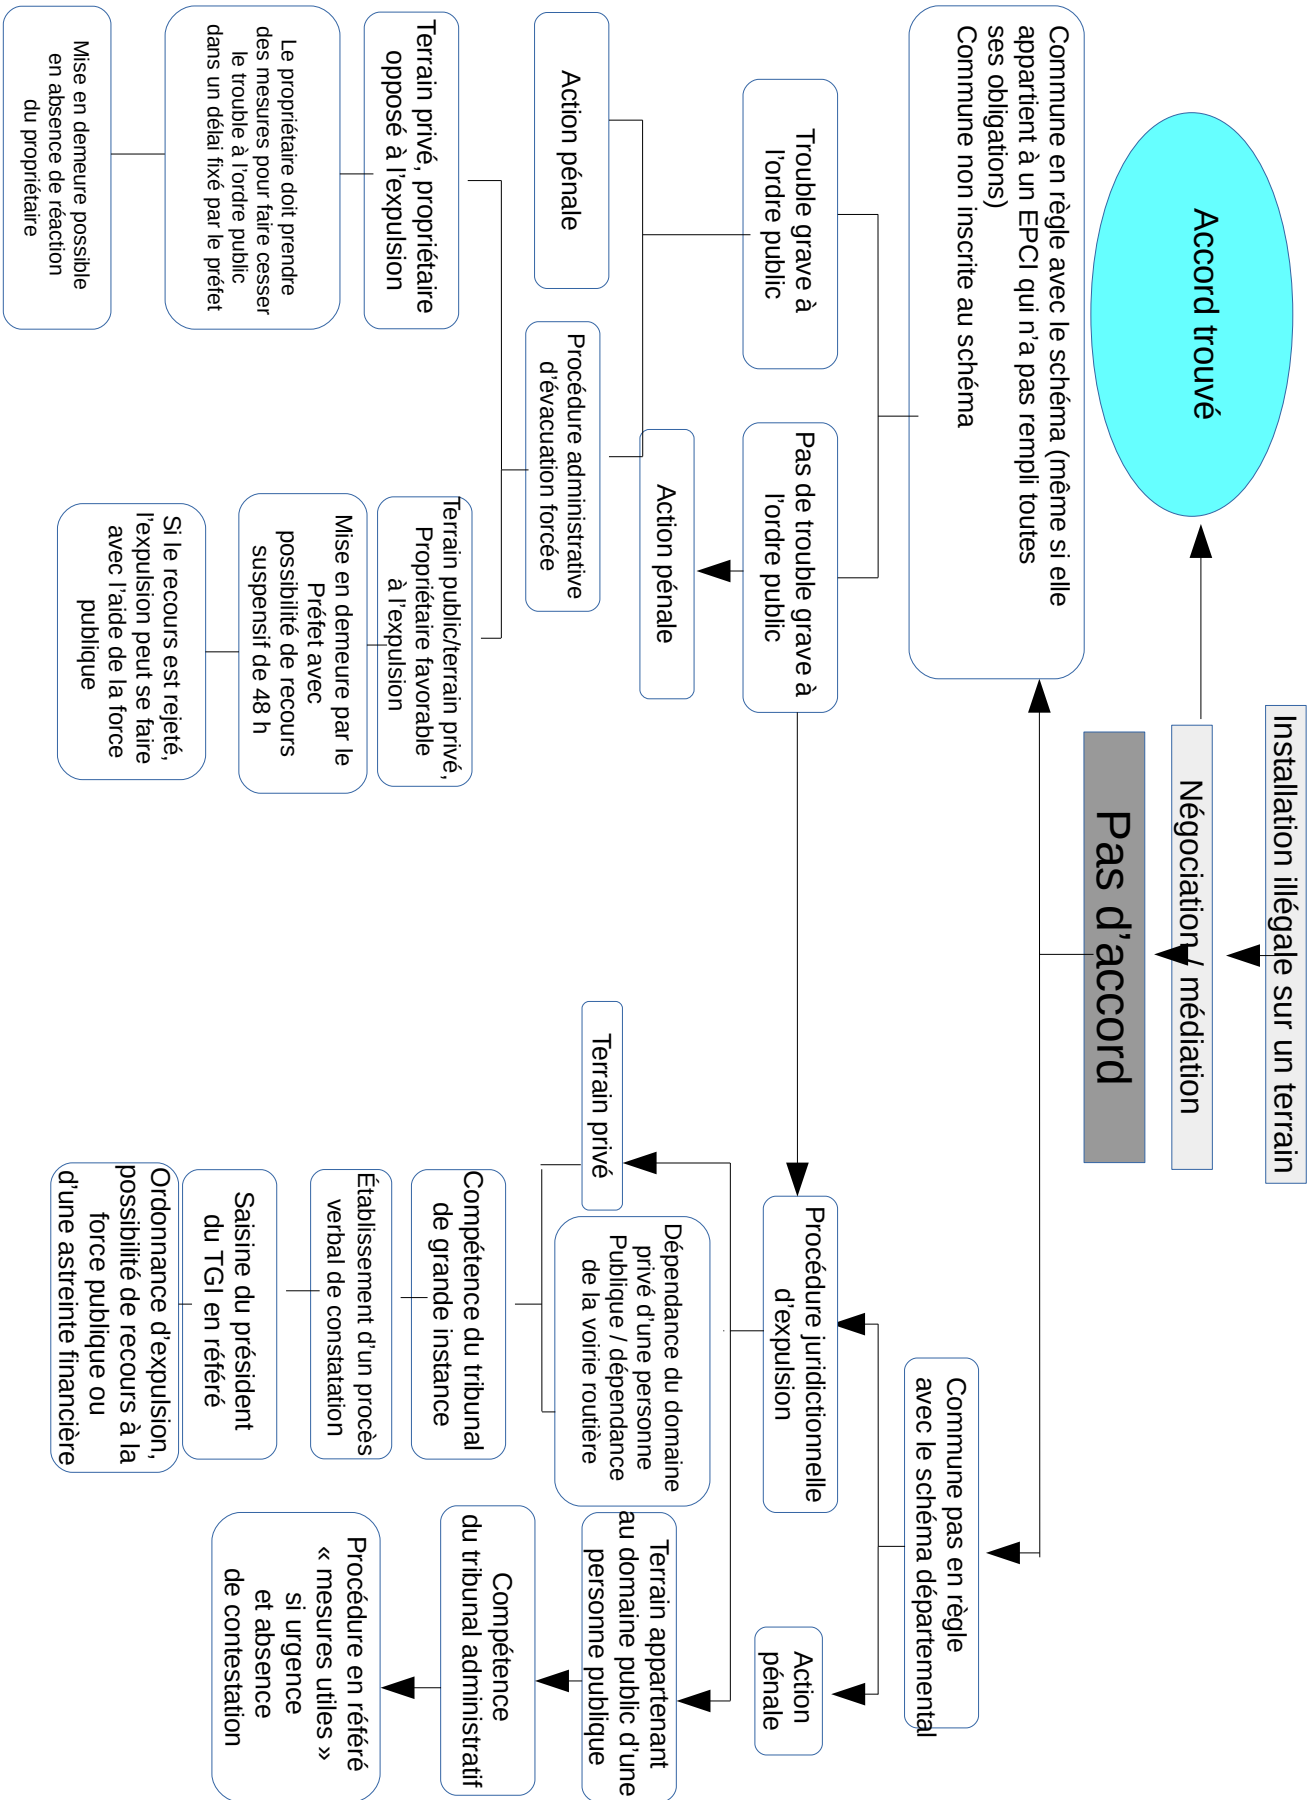 Installation illégale sur un terrain
Négociation / médiation
Accord trouvé
Pas d'accord
Commune en règle avec le schéma (même si elle
appartient à un EPCI qui n'a pas rempli toutes
ses obligations)
Commune non inscrite au schéma
Commune pas en règle
avec le schéma départemental
Trouble grave à
l'ordre public
Pas de trouble grave à
l'ordre public
Procédure juridictionnelle
d'expulsion
Action
pénale
Action pénale
Action pénale
Procédure administrative
d'évacuation forcée
Terrain privé, propriétaire
opposé à l'expulsion
Le propriétaire doit prendre
des mesures pour faire cesser
le trouble à l'ordre public
dans un délai fixé par le préfet
Mise en demeure possible
en absence de réaction
du propriétaire
Terrain public/terrain privé,
Propriétaire favorable
à l'expulsion
Mise en demeure par le
Préfet avec
possibilité de recours
suspensif de 48 h
Si le recours est rejeté,
l'expulsion peut se faire
avec l'aide de la force
publique
Terrain privé
Dépendance du domaine
privé d'une personne
Publique / dépendance
de la voirie routière
Compétence du tribunal
de grande instance
Établissement d'un procès
verbal de constatation
Saisine du président
du TGI en référé
Ordonnance d'expulsion,
possibilité de recours à la
force publique ou
d'une astreinte financière
Terrain appartenant
au domaine public d'une
personne publique
Compétence
du tribunal administratif
Procédure en référé
« mesures utiles »
si urgence
et absence
de contestation